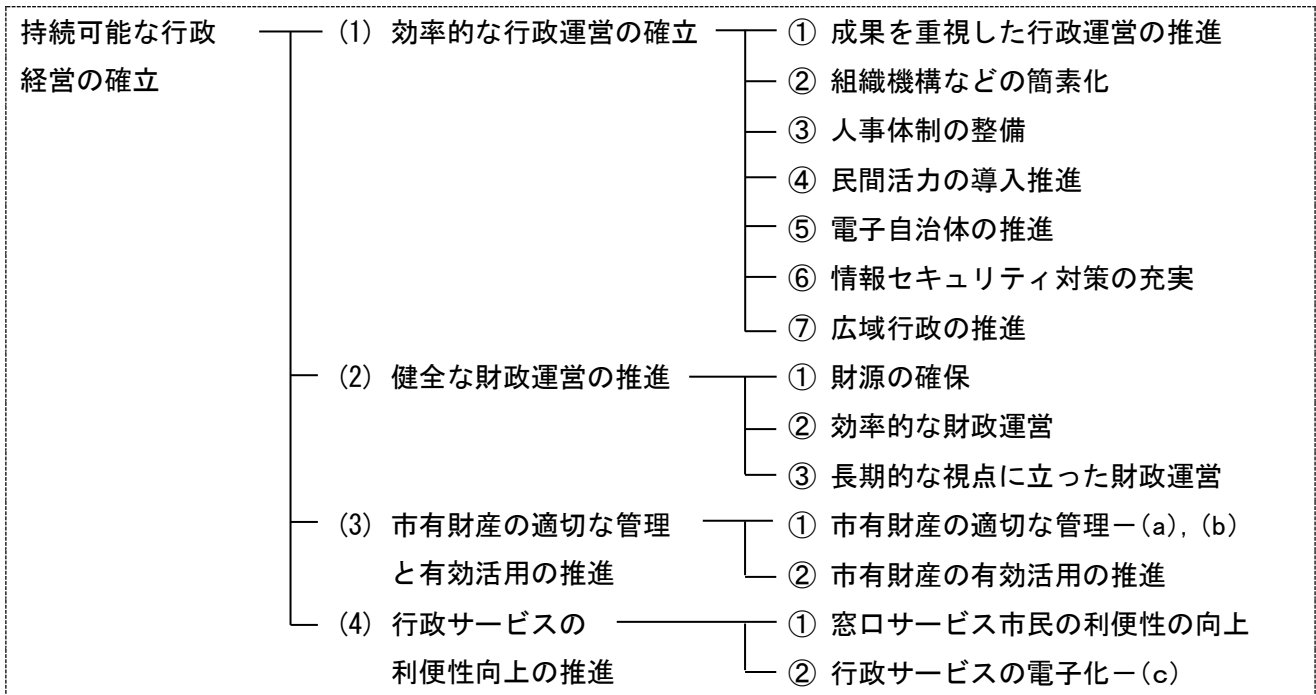 持続可能な行政
経営の確立
(1) 効率的な行政運営の確立
① 成果を重視した行政運営の推進
② 組織機構などの簡素化
③ 人事体制の整備
④ 民間活力の導入推進
⑤ 電子自治体の推進
⑥ 情報セキュリティ対策の充実
⑦ 広域行政の推進
(2) 健全な財政運営の推進
① 財源の確保
② 効率的な財政運営
③ 長期的な視点に立った財政運営
(3) 市有財産の適切な管理
と有効活用の推進
① 市有財産の適切な管理－(a), (b)
② 市有財産の有効活用の推進
(4) 行政サービスの
利便性向上の推進
① 窓口サービス市民の利便性の向上
② 行政サービスの電子化－(c)